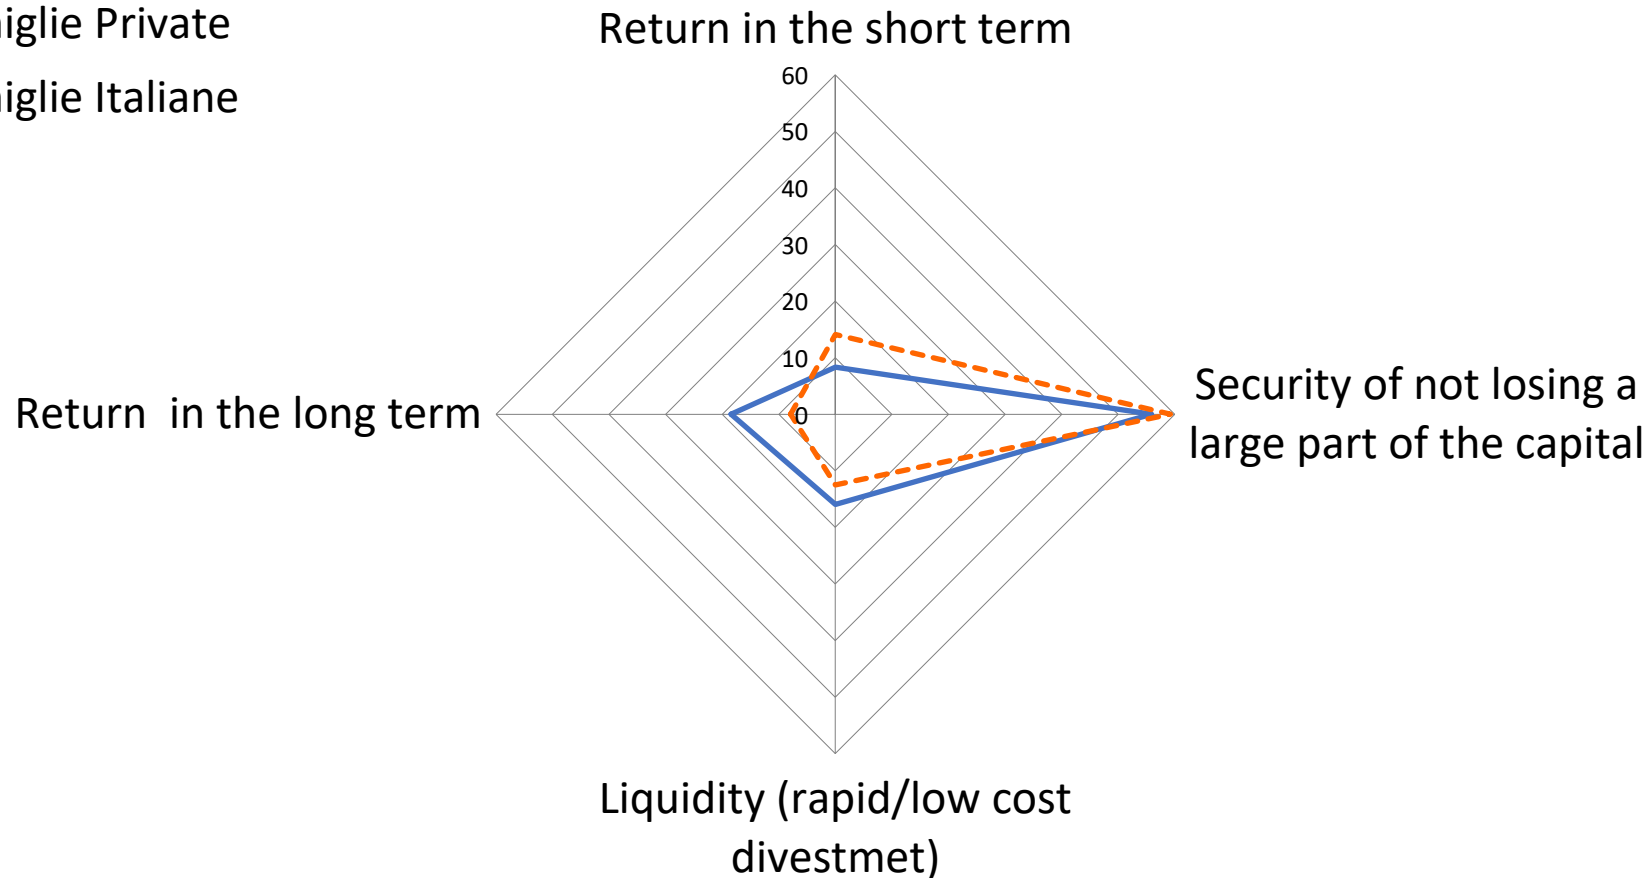 iglie Private
iglie Italiane
Return in the short term
60
50
40
30
20
10
0
Return  in the long term
Security of not losing a
large part of the capital
Liquidity (rapid/low cost
divestmet)